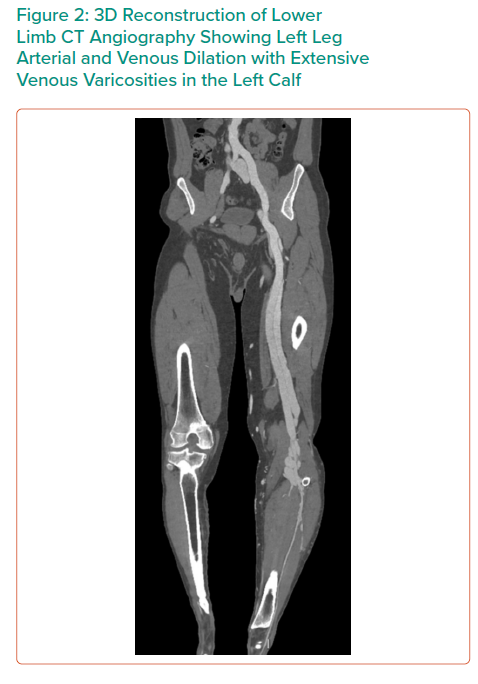 Figure 2: 3D Reconstruction of Lower
Limb CT Angiography Showing Left Leg
Arterial and Venous Dilation with Extensive
Venous Varicosities in the Left Calf